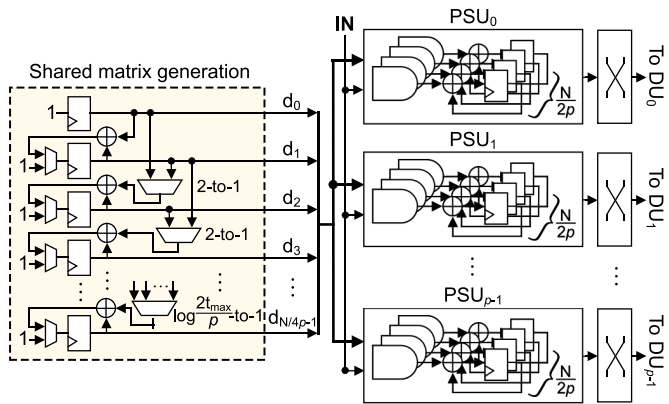 Shared matrix generation
IN
PSU0
PSU1
PSUp-1
1
d0
1
d1
2-to-1
1
d2
2-to-1
1
d3
log 2tmax/p -to-1
1
dN/4p-1
N/2p
N/2p
N/2p
To DU0
To DU1
To DUp-1